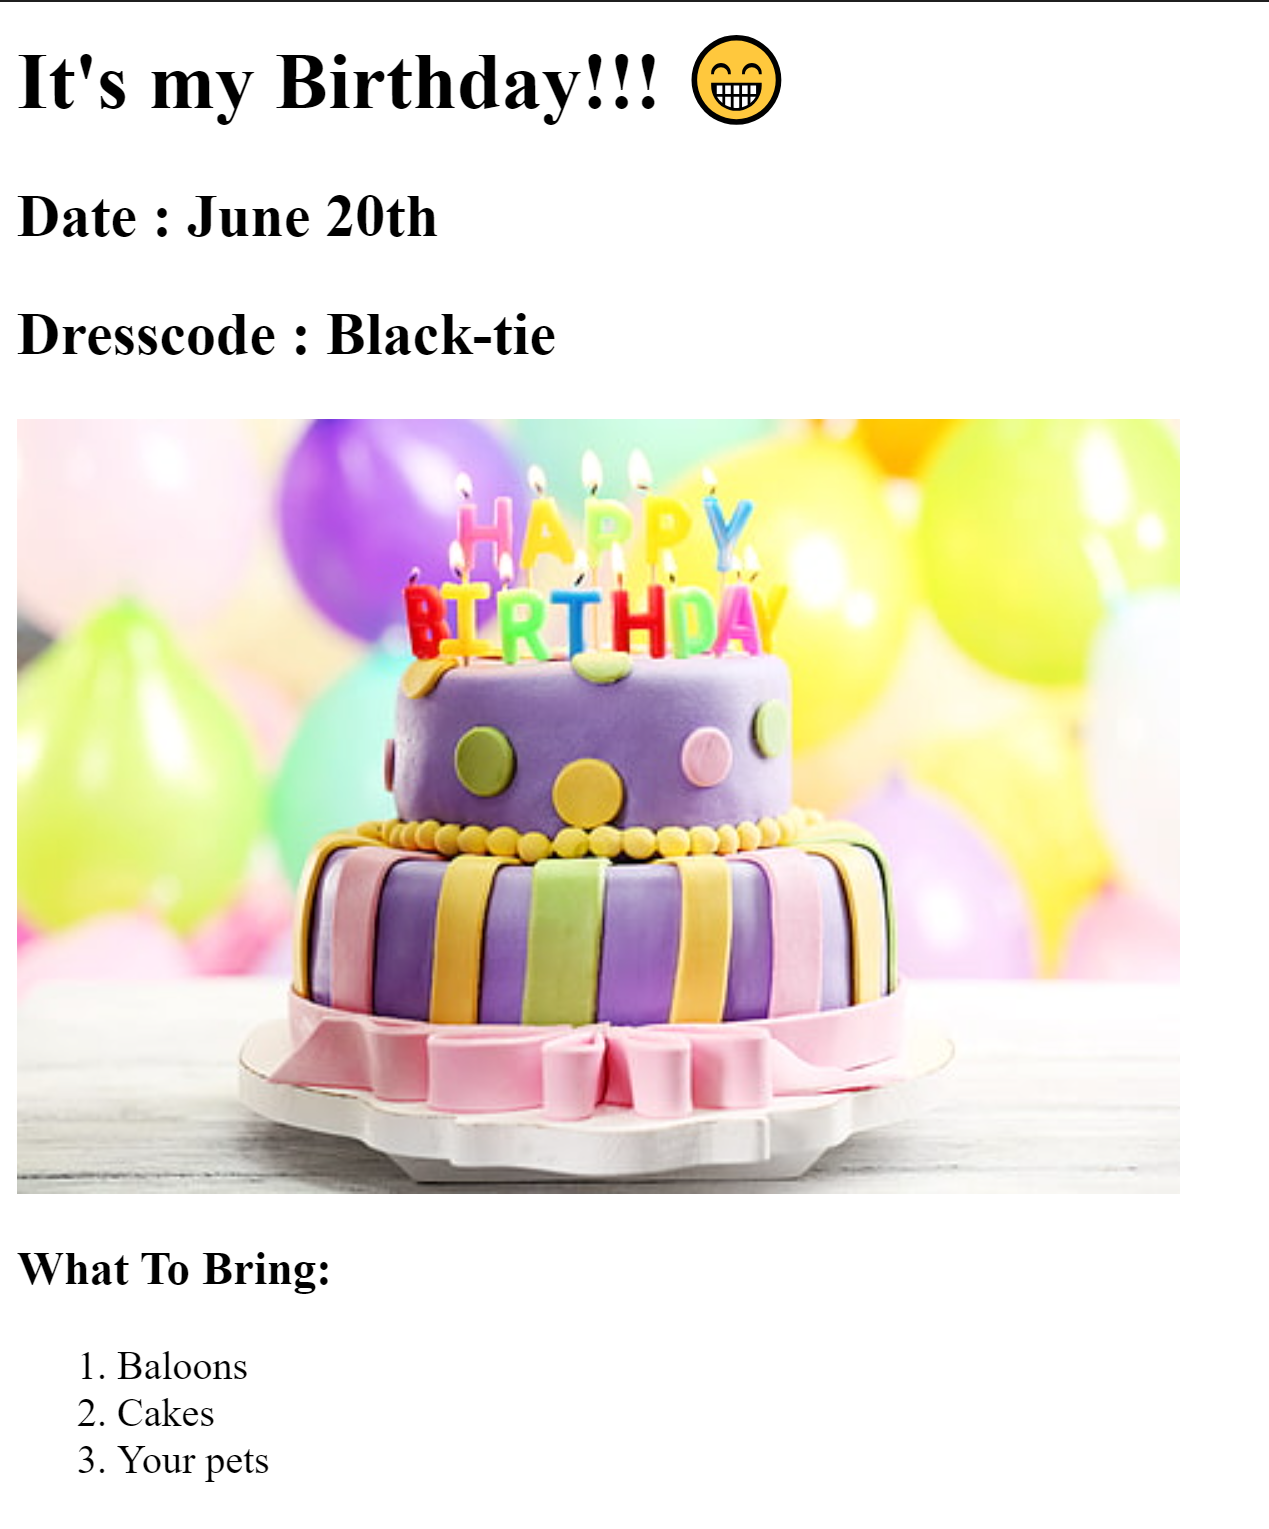 It's my Birthday!!! 😁
Date : June 20th
Dresscode : Black-tie
HAPPY
BIRTHDAY
What To Bring:
1. Baloons
2. Cakes
3. Your pets